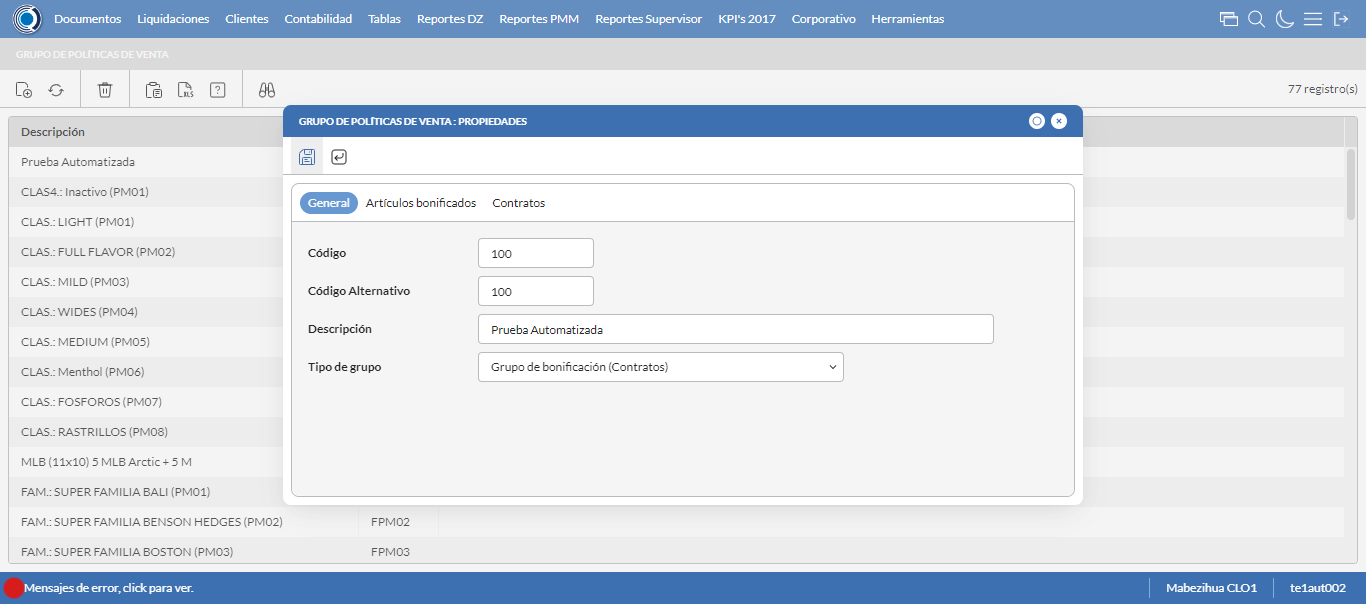 Documentos Liquidaciones Clientes Contabilidad Tablas Reportes DZ Reportes PMM Reportes Supervisor KPI's 2017 Corporativo Herramientas
GRUPO DE POLÍTICAS DE VENTA
XLS ? 77 registro(s)
Descripción
Prueba Automatizada
CLAS4.: Inactivo (PM01)
CLAS.: LIGHT (PM01)
CLAS.: FULL FLAVOR (PM02)
CLAS.: MILD (PM03)
CLAS.: WIDES (PM04)
CLAS.: MEDIUM (PM05)
CLAS.: Menthol (PM06)
CLAS.: FOSFOROS (PM07)
CLAS.: RASTRILLOS (PM08)
MLB (11x10) 5 MLB Arctic + 5 M
FAM.: SUPER FAMILIA BALI (PM01)
FAM.: SUPER FAMILIA BENSON HEDGES (PM02) FPM02
FAM.: SUPER FAMILIA BOSTON (PM03) FPM03
GRUPO DE POLÍTICAS DE VENTA : PROPIEDADES
General Artículos bonificados Contratos
Código 100
Código Alternativo 100
Descripción Prueba Automatizada
Tipo de grupo Grupo de bonificación (Contratos)
Mensajes de error, click para ver. Mabezihua CLO1 te1aut002